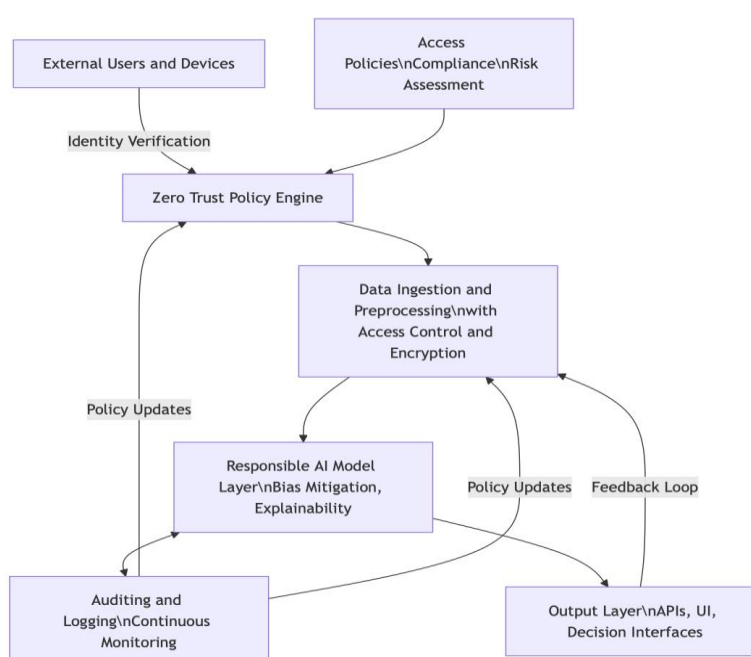 External Users and Devices
Access
Policies\nCompliance\nRisk
Assessment
Identity Verification
Zero Trust Policy Engine
Data Ingestion and
Preprocessing\nwith
Access Control and
Encryption
Policy Updates
Responsible AI Model
Layer\nBias Mitigation,
Explainability
Policy Updates
Feedback Loop
Auditing and
Logging\nContinuous
Monitoring
Output Layer\nAPIs, UI,
Decision Interfaces